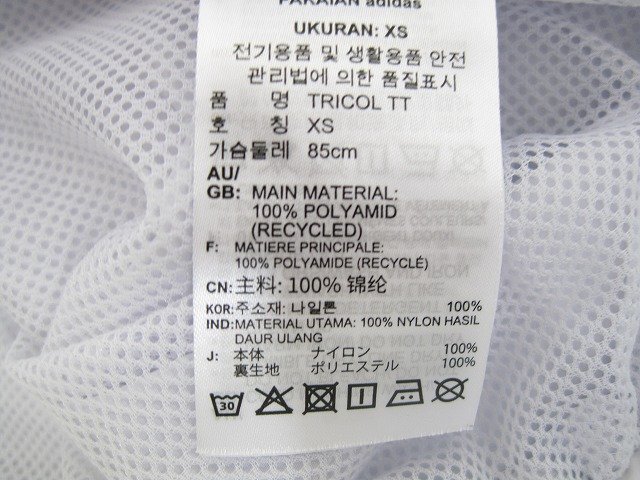 PAKAIAN adidas
UKURAN: XS
전기용품 및 생활용품 안전
관리법에 의한 품질표시
품 명 TRICOL TT
호 칭 XS
가슴둘레 85cm
AU/
GB: MAIN MATERIAL:
100% POLYAMID
(RECYCLED)
F: MATIERE PRINCIPALE:
100% POLYAMIDE (RECYCLÉ)
CN: 主料: 100% 锦纶
KOR: 주소재: 나일론 100%
IND: MATERIAL UTAMA: 100% NYLON HASIL
DAUR ULANG
J: 本体 ナイロン 100%
裏生地 ポリエステル 100%
30